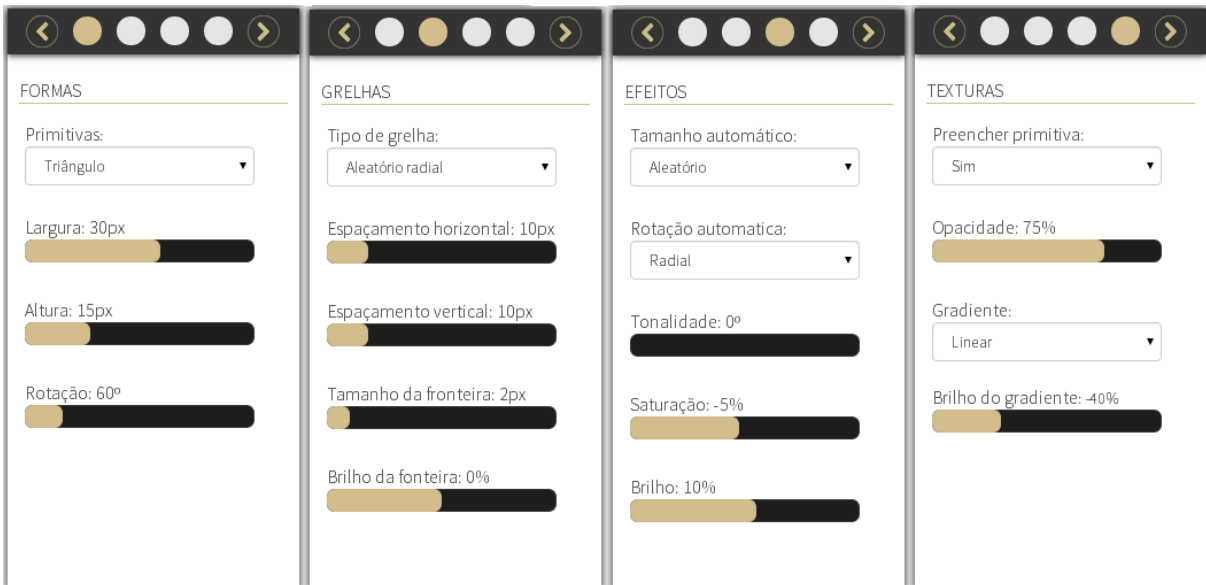 FORMAS
Primitivas:
Triângulo
Largura: 30px
Altura: 15px
Rotação: 60º
GRELHAS
Tipo de grelha:
Aleatório radial
Espaçamento horizontal: 10px
Espaçamento vertical: 10px
Tamanho da fronteira: 2px
Brilho da fonteira: 0%
EFEITOS
Tamanho automático:
Aleatório
Rotação automatica:
Radial
Tonalidade: 0º
Saturação: -5%
Brilho: 10%
TEXTURAS
Preencher primitiva:
Sim
Opacidade: 75%
Gradiente:
Linear
Brilho do gradiente: -40%